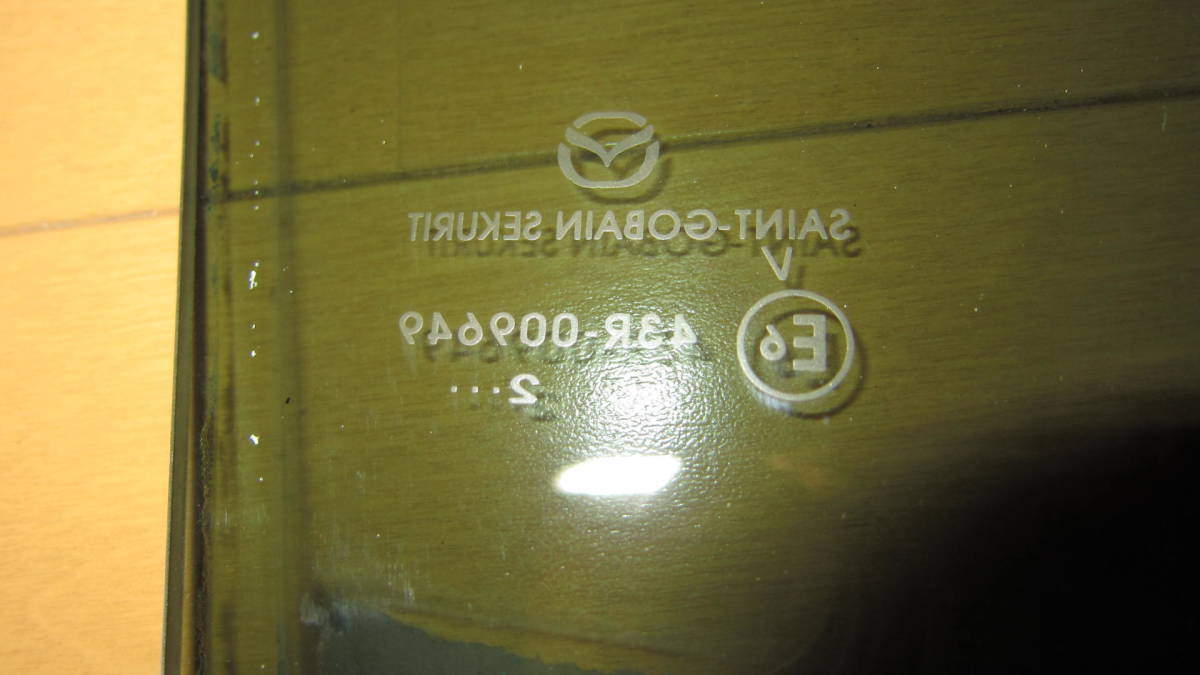 SAINT-GOBAIN SEKURIT
V
E6 43R-009649
2··..